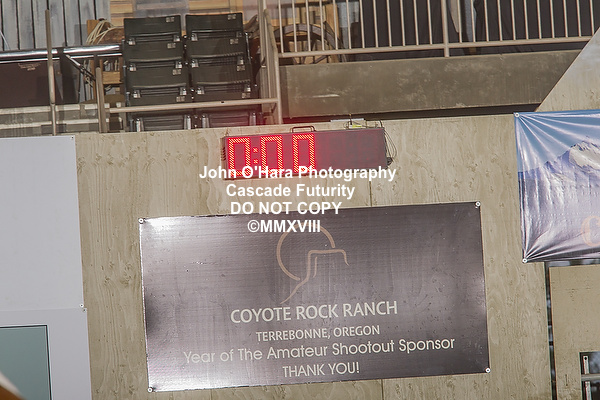 0:00
John O'Hara Photography
Cascade Futurity
DO NOT COPY
©MMXVIII
COYOTE ROCK RANCH
TERREBONNE, OREGON
Year of The Amateur Shootout Sponsor
THANK YOU!